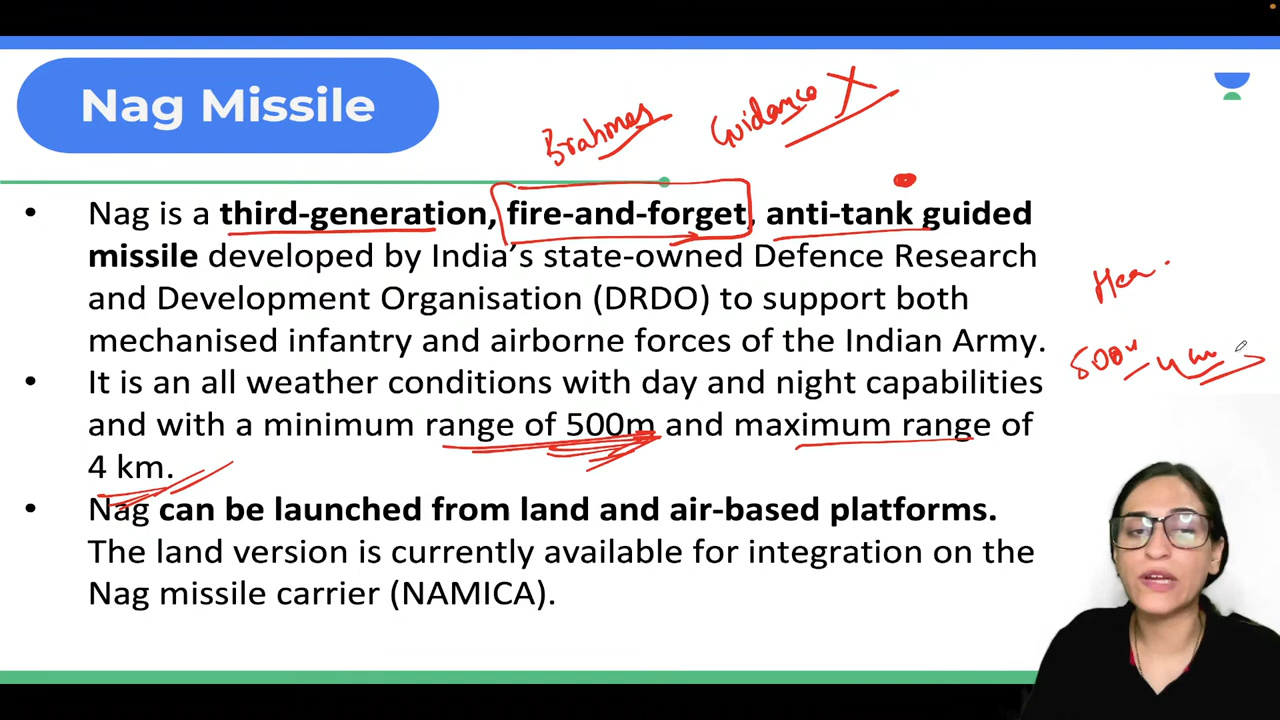 Nag Missile
Brahmos
Guidance X
• Nag is a third-generation, fire-and-forget, anti-tank guided
missile developed by India's state-owned Defence Research
and Development Organisation (DRDO) to support both
mechanised infantry and airborne forces of the Indian Army.
• It is an all weather conditions with day and night capabilities
and with a minimum range of 500m and maximum range of
4 km.
• Nag can be launched from land and air-based platforms.
The land version is currently available for integration on the
Nag missile carrier (NAMICA).